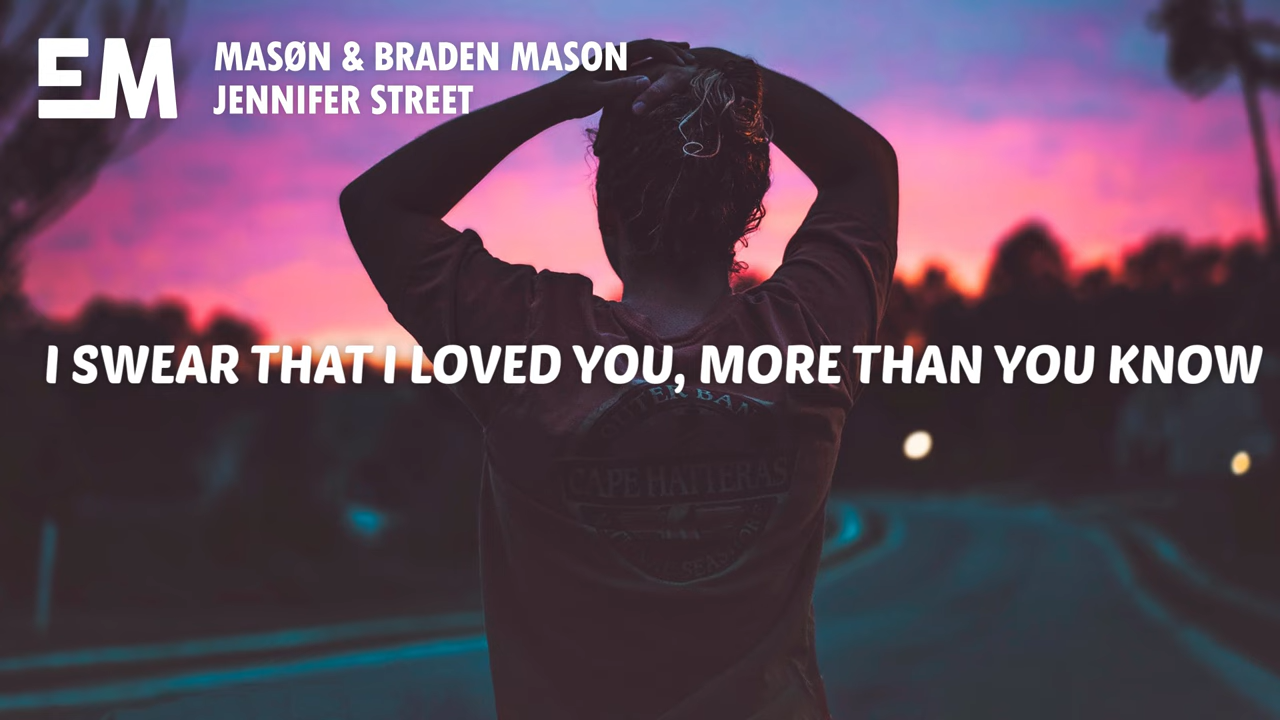 EM
MASØN & BRADEN MASON
JENNIFER STREET
I SWEAR THAT I LOVED YOU, MORE THAN YOU KNOW
CAPE HATTERAS